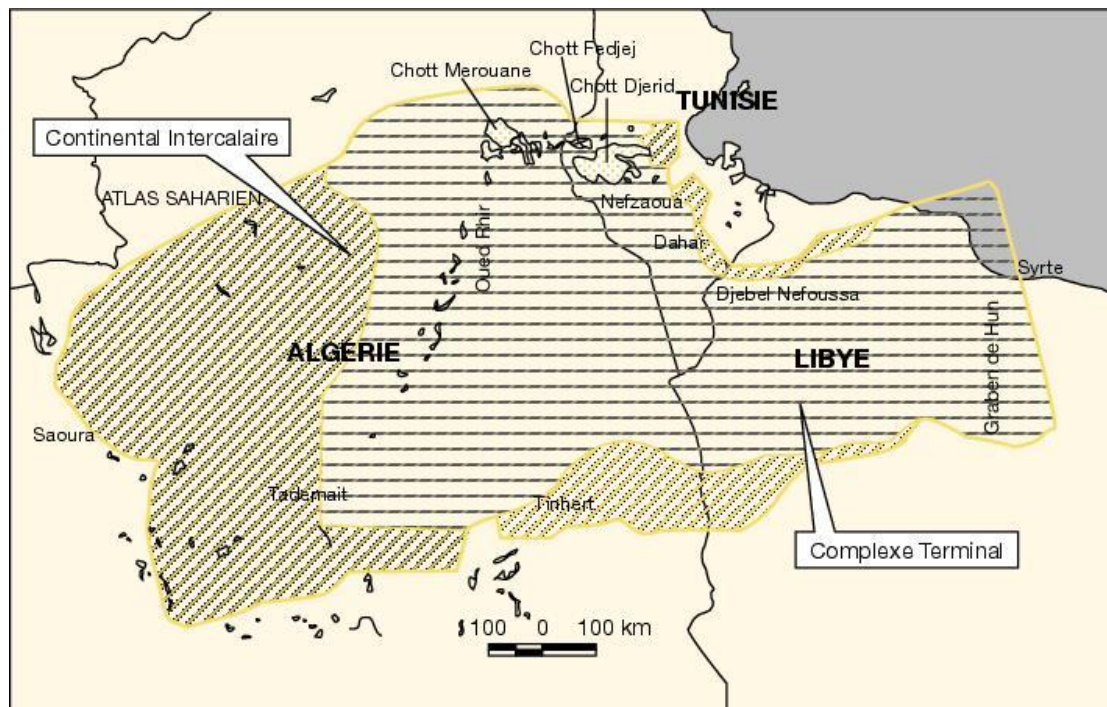 Chott Fedjej
Chott Merouane
Chott Djerid
TUNISIE
Continental Intercalaire
ATLAS SAHARIEN
Nefzaoua
Oued Rhir
Dahar
Syrte
Djebel Nefoussa
ALGÉRIE
LIBYE
Graben de Hun
Saoura
Tademait
Tinhert
Complexe Terminal
100 0 100 km